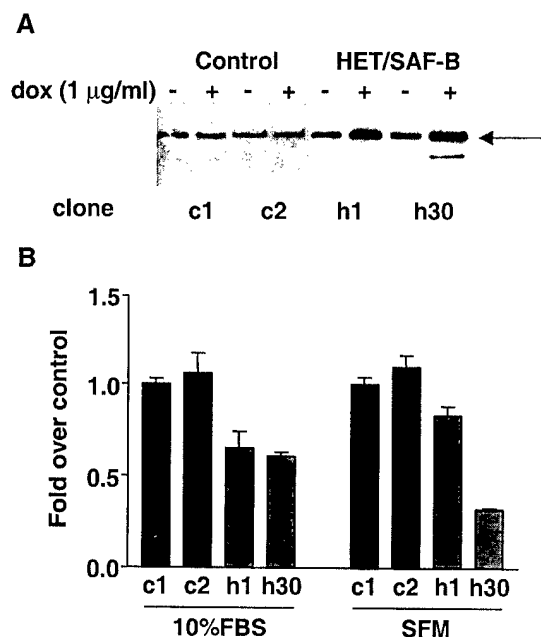 A
Control HET/SAF-B
dox (1 μg/ml) - + - + - + - +
clone c1 c2 h1 h30
B
Fold over control
1.5
1.0
0.5
0.0
c1 c2 h1 h30 c1 c2 h1 h30
10%FBS SFM